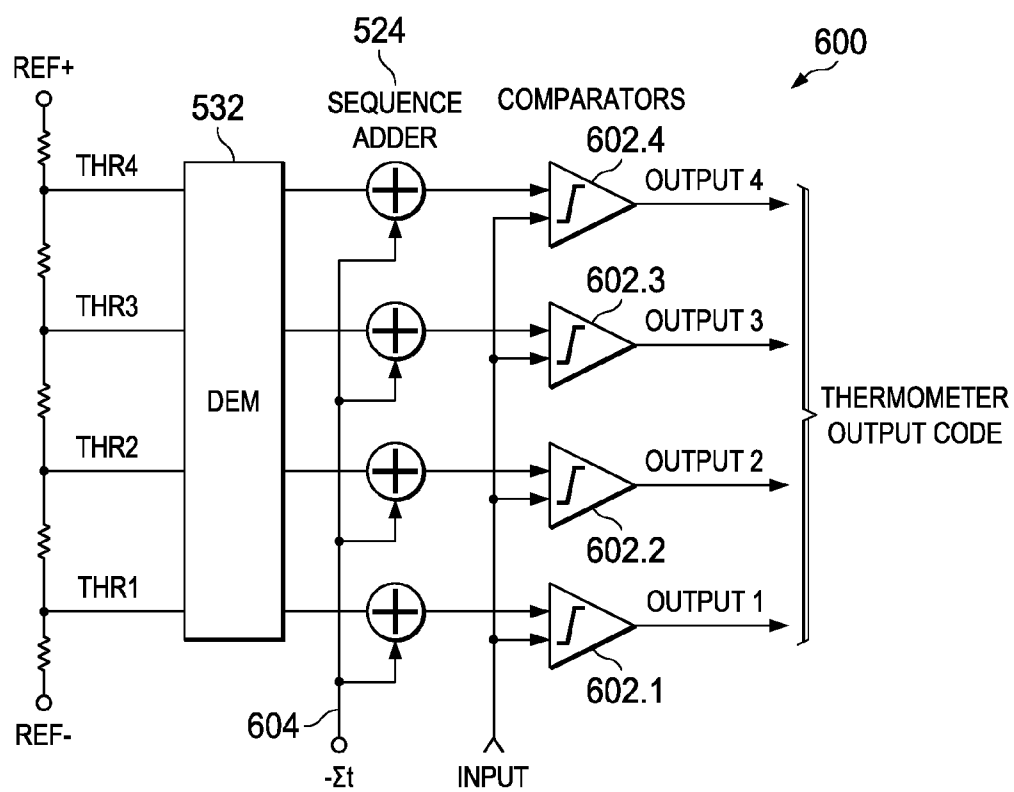 524
600
REF+
532
SEQUENCE
ADDER
COMPARATORS
602.4
THR4
OUTPUT 4
602.3
THR3
OUTPUT 3
DEM
THERMOMETER
OUTPUT CODE
THR2
OUTPUT 2
602.2
THR1
OUTPUT 1
602.1
604
REF-
-Σt
INPUT